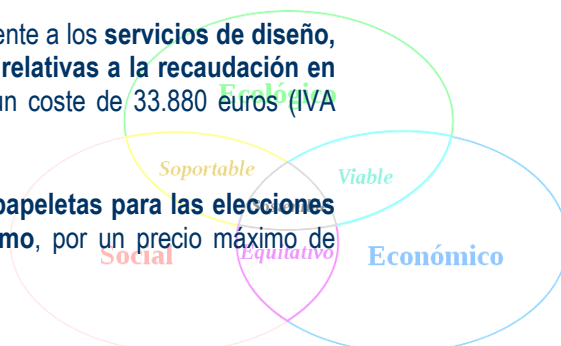 ente a los servicios de diseño,
relativas a la recaudación en
un coste de 33.880 euros (IVA
Ecológico
Soportable
Viable
papeletas para las elecciones
mo, por un precio máximo de
Social
Equitativo
Económico